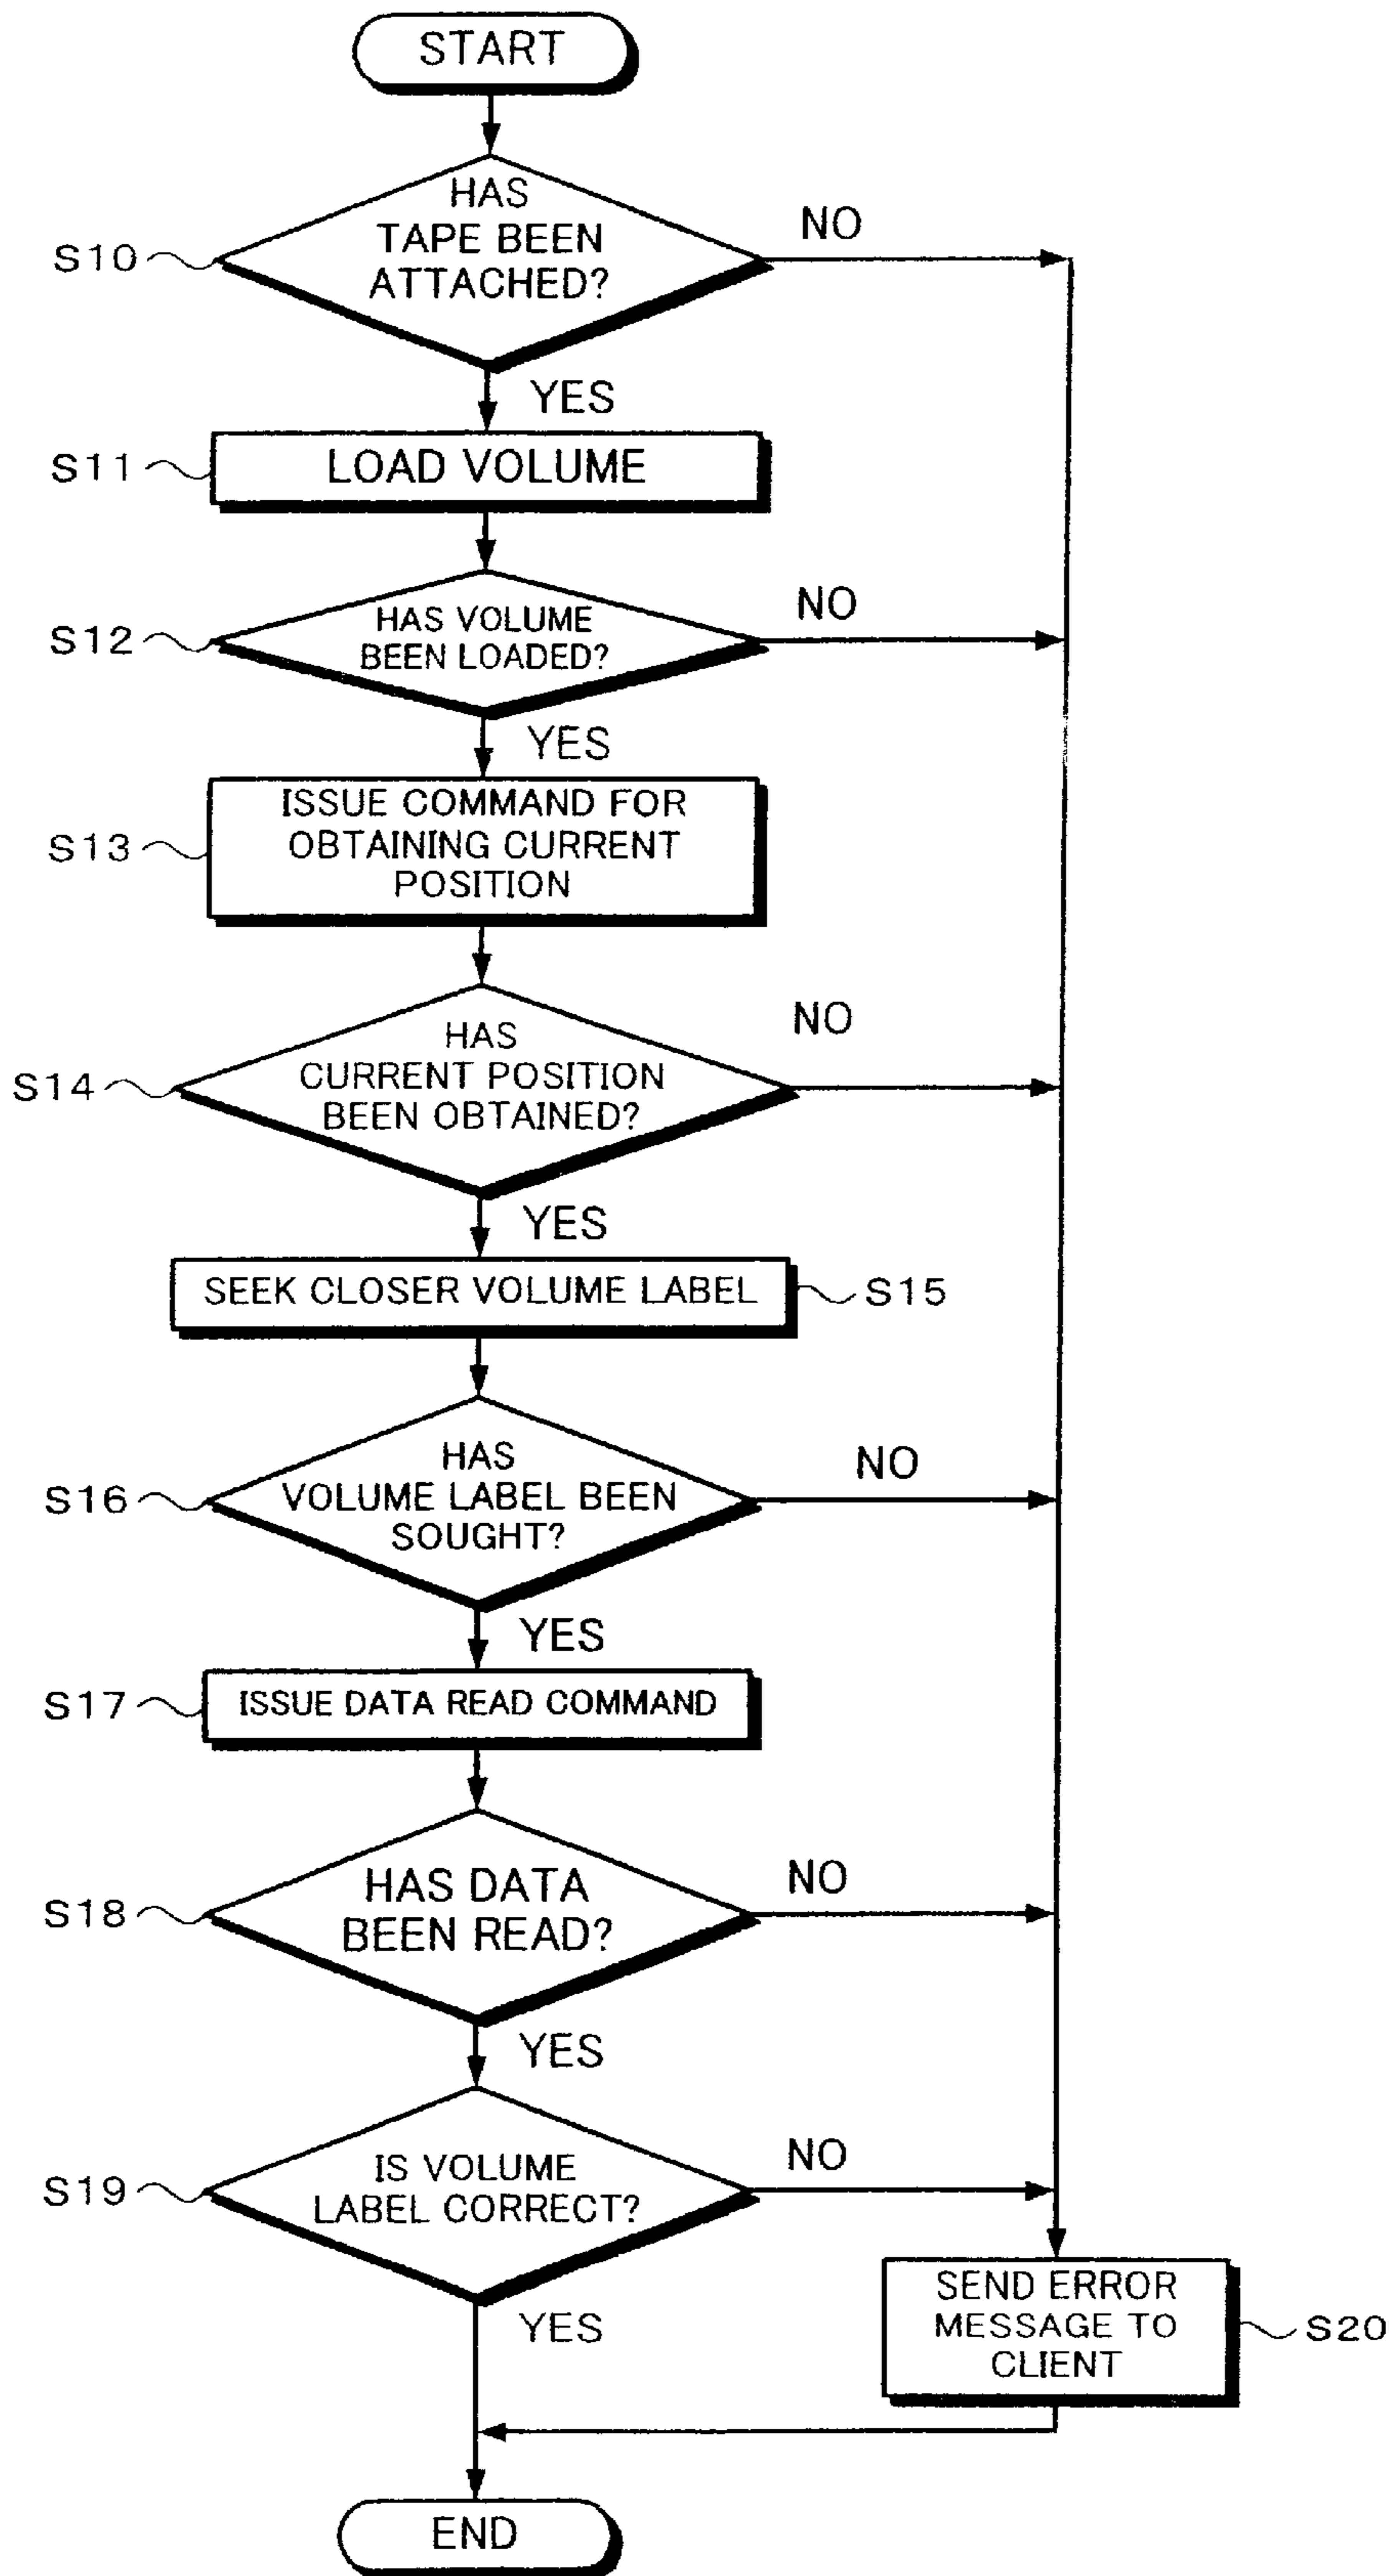 START
HAS
TAPE BEEN
ATTACHED?
S10
NO
YES
S11
LOAD VOLUME
S12
HAS VOLUME
BEEN LOADED?
NO
YES
S13
ISSUE COMMAND FOR
OBTAINING CURRENT
POSITION
S14
HAS
CURRENT POSITION
BEEN OBTAINED?
NO
YES
SEEK CLOSER VOLUME LABEL
S15
S16
HAS
VOLUME LABEL BEEN
SOUGHT?
NO
YES
S17
ISSUE DATA READ COMMAND
S18
HAS DATA
BEEN READ?
NO
YES
S19
IS VOLUME
LABEL CORRECT?
NO
YES
SEND ERROR
MESSAGE TO
CLIENT
S20
END